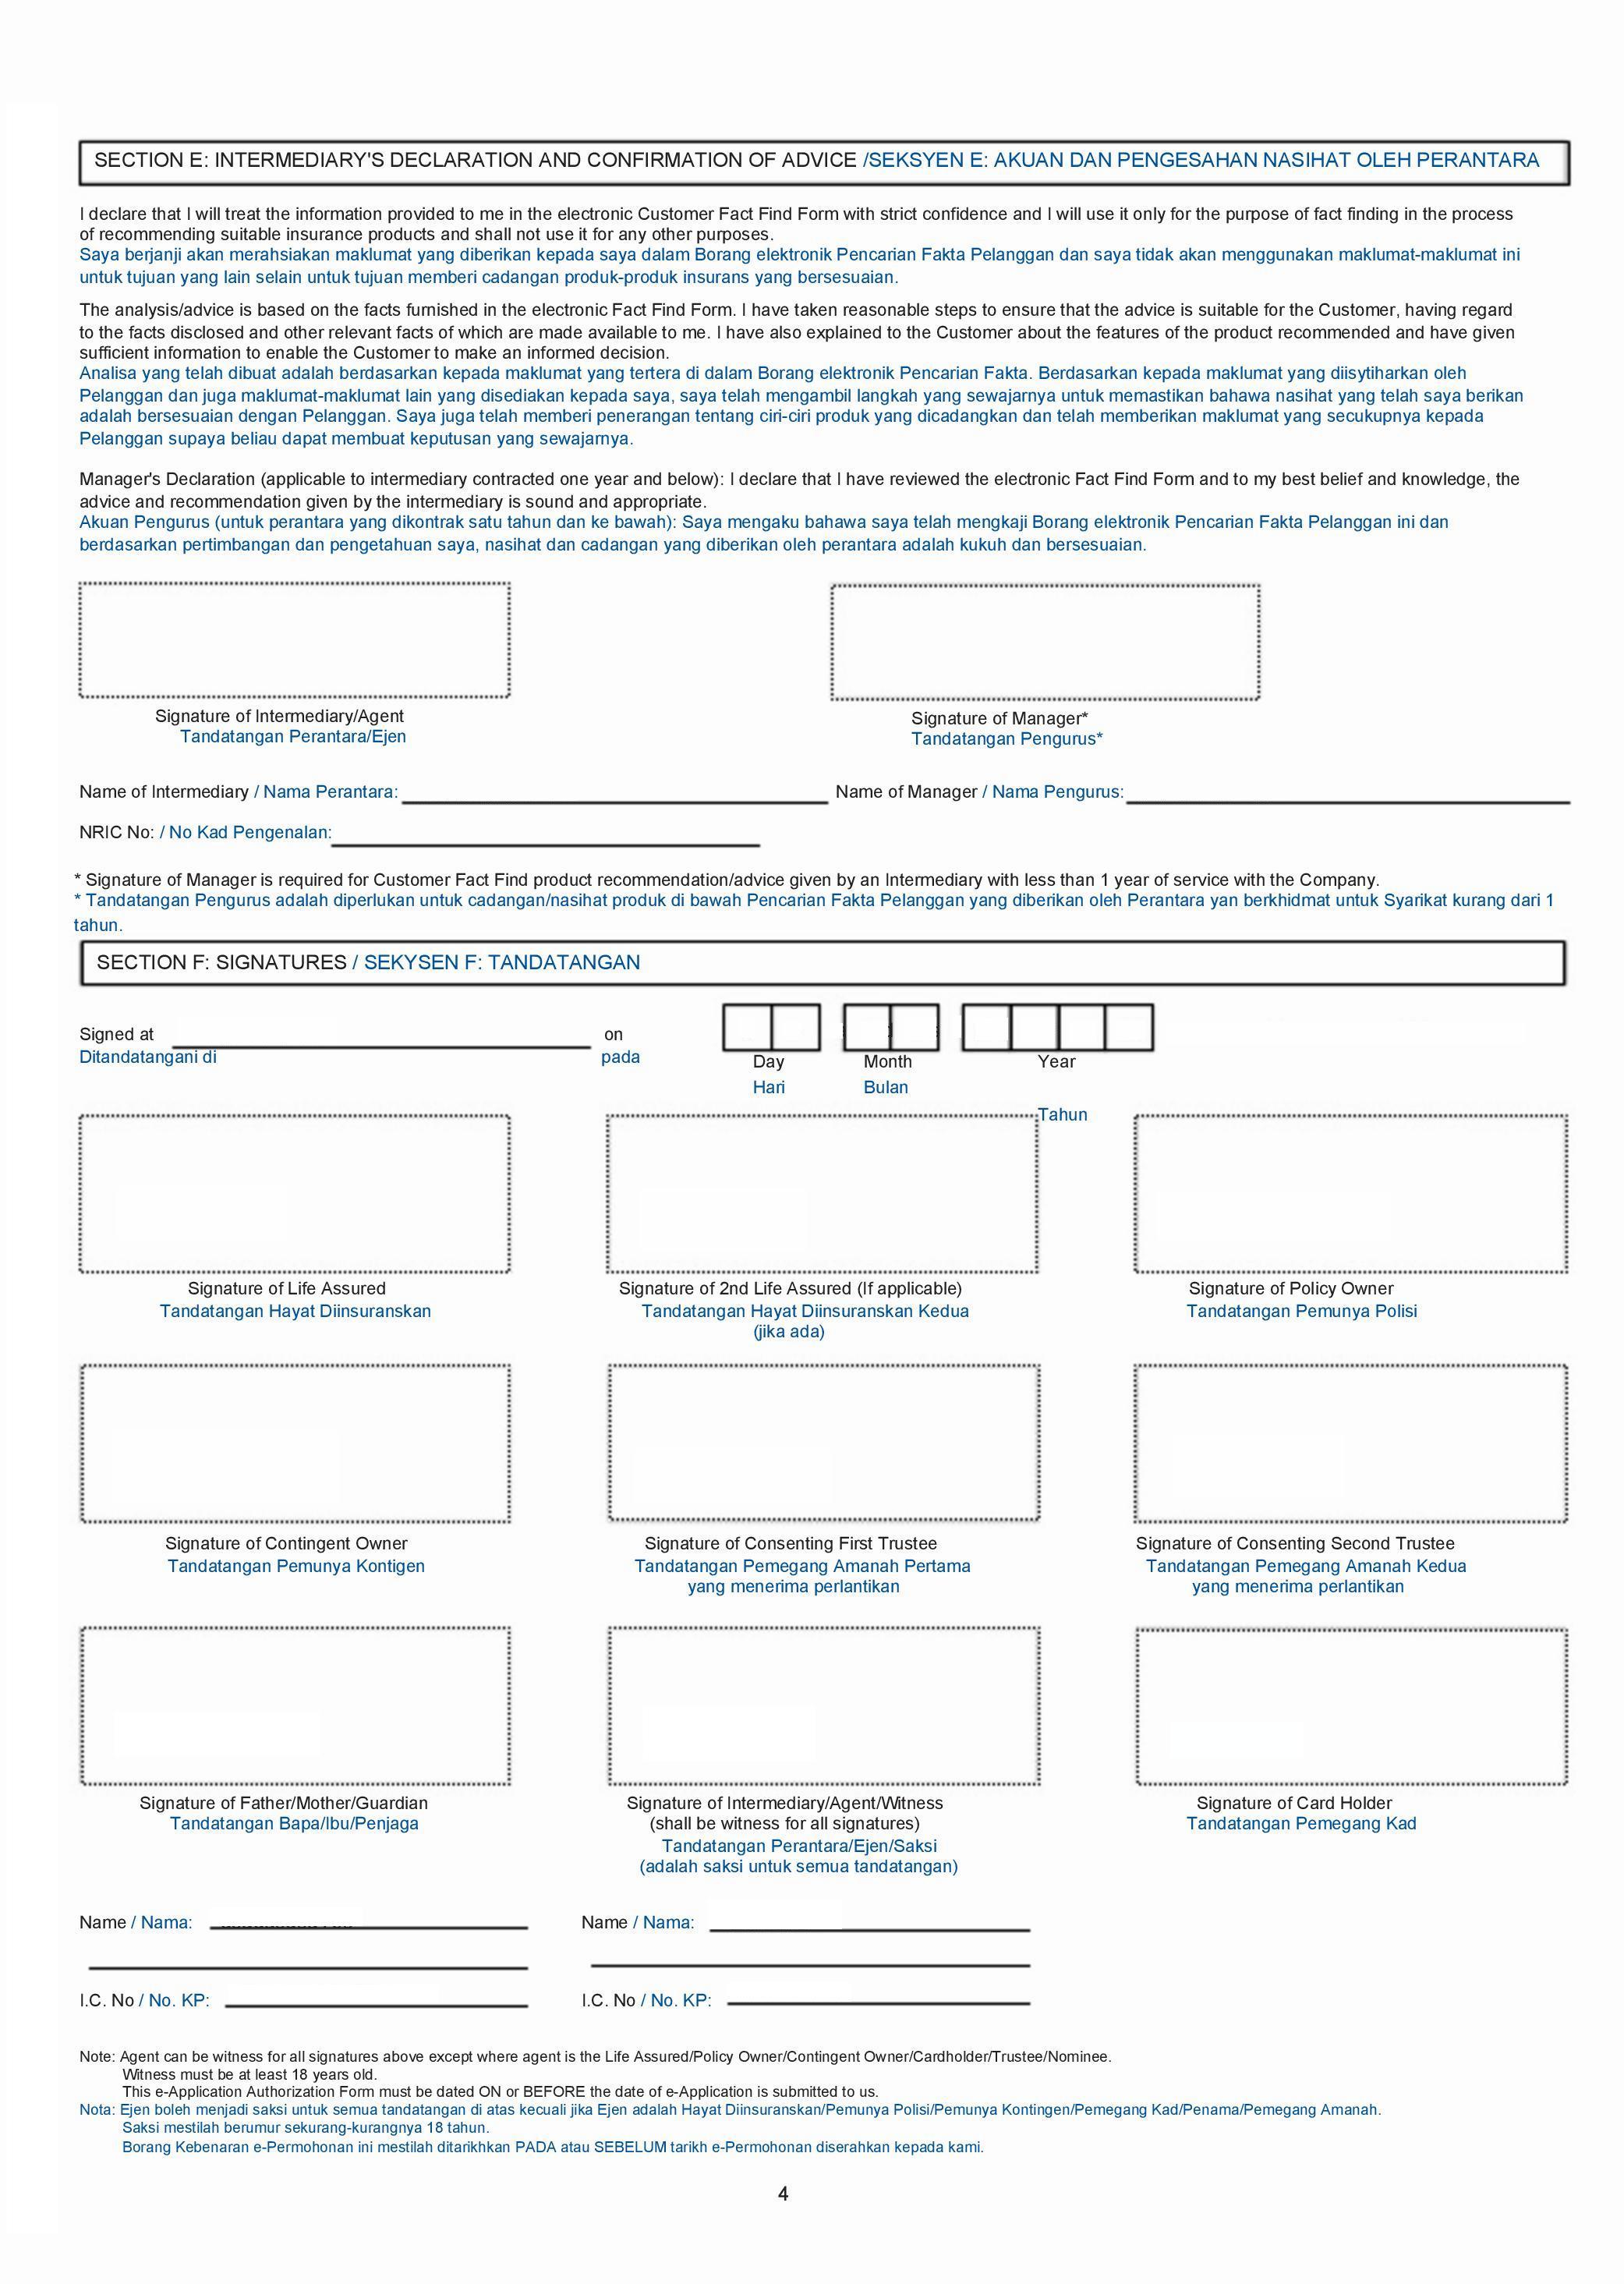 SECTION E: INTERMEDIARY'S DECLARATION AND CONFIRMATION OF ADVICE /SEKSYEN E: AKUAN DAN PENGESAHAN NASIHAT OLEH PERANTARA
I declare that I will treat the information provided to me in the electronic Customer Fact Find Form with strict confidence and I will use it only for the purpose of fact finding in the process
of recommending suitable insurance products and shall not use it for any other purposes.
Saya berjanji akan merahsiakan maklumat yang diberikan kepada saya dalam Borang elektronik Pencarian Fakta Pelanggan dan saya tidak akan menggunakan maklumat-maklumat ini
untuk tujuan yang lain selain untuk tujuan memberi cadangan produk-produk insurans yang bersesuaian.
The analysis/advice is based on the facts furnished in the electronic Fact Find Form. I have taken reasonable steps to ensure that the advice is suitable for the Customer, having regard
to the facts disclosed and other relevant facts of which are made available to me. I have also explained to the Customer about the features of the product recommended and have given
sufficient information to enable the Customer to make an informed decision.
Analisa yang telah dibuat adalah berdasarkan kepada maklumat yang tertera di dalam Borang elektronik Pencarian Fakta. Berdasarkan kepada maklumat yang diisytiharkan oleh
Pelanggan dan juga maklumat-maklumat lain yang disediakan kepada saya, saya telah mengambil langkah yang sewajarnya untuk memastikan bahawa nasihat yang telah saya berikan
adalah bersesuaian dengan Pelanggan. Saya juga telah memberi penerangan tentang ciri-ciri produk yang dicadangkan dan telah memberikan maklumat yang secukupnya kepada
Pelanggan supaya beliau dapat membuat keputusan yang sewajarnya.
Manager's Declaration (applicable to intermediary contracted one year and below): I declare that I have reviewed the electronic Fact Find Form and to my best belief and knowledge, the
advice and recommendation given by the intermediary is sound and appropriate.
Akuan Pengurus (untuk perantara yang dikontrak satu tahun dan ke bawah): Saya mengaku bahawa saya telah mengkaji Borang elektronik Pencarian Fakta Pelanggan ini dan
berdasarkan pertimbangan dan pengetahuan saya, nasihat dan cadangan yang diberikan oleh perantara adalah kukuh dan bersesuaian.
Signature of Intermediary/Agent
Tandatangan Perantara/Ejen
Signature of Manager*
Tandatangan Pengurus*
Name of Intermediary / Nama Perantara:
Name of Manager / Nama Pengurus:
NRIC No: / No Kad Pengenalan:
* Signature of Manager is required for Customer Fact Find product recommendation/advice given by an Intermediary with less than 1 year of service with the Company.
* Tandatangan Pengurus adalah diperlukan untuk cadangan/nasihat produk di bawah Pencarian Fakta Pelanggan yang diberikan oleh Perantara yan berkhidmat untuk Syarikat kurang dari 1
tahun.
SECTION F: SIGNATURES / SEKYSEN F: TANDATANGAN
Signed at
Ditandatangani di
on
pada
Day
Hari
Month
Bulan
Year
Tahun
Signature of Life Assured
Tandatangan Hayat Diinsuranskan
Signature of 2nd Life Assured (If applicable)
Tandatangan Hayat Diinsuranskan Kedua
(jika ada)
Signature of Policy Owner
Tandatangan Pemunya Polisi
Signature of Contingent Owner
Tandatangan Pemunya Kontigen
Signature of Consenting First Trustee
Tandatangan Pemegang Amanah Pertama
yang menerima perlantikan
Signature of Consenting Second Trustee
Tandatangan Pemegang Amanah Kedua
yang menerima perlantikan
Signature of Father/Mother/Guardian
Tandatangan Bapa/Ibu/Penjaga
Signature of Intermediary/Agent/Witness
(shall be witness for all signatures)
Tandatangan Perantara/Ejen/Saksi
(adalah saksi untuk semua tandatangan)
Signature of Card Holder
Tandatangan Pemegang Kad
Name / Nama:
Name / Nama:
I.C. No / No. KP:
I.C. No / No. KP:
Note: Agent can be witness for all signatures above except where agent is the Life Assured/Policy Owner/Contingent Owner/Cardholder/Trustee/Nominee.
Witness must be at least 18 years old.
This e-Application Authorization Form must be dated ON or BEFORE the date of e-Application is submitted to us.
Nota: Ejen boleh menjadi saksi untuk semua tandatangan di atas kecuali jika Ejen adalah Hayat Diinsuranskan/Pemunya Polisi/Pemunya Kontingen/Pemegang Kad/Penama/Pemegang Amanah.
Saksi mestilah berumur sekurang-kurangnya 18 tahun.
Borang Kebenaran e-Permohonan ini mestilah ditarikhkan PADA atau SEBELUM tarikh e-Permohonan diserahkan kepada kami.
4